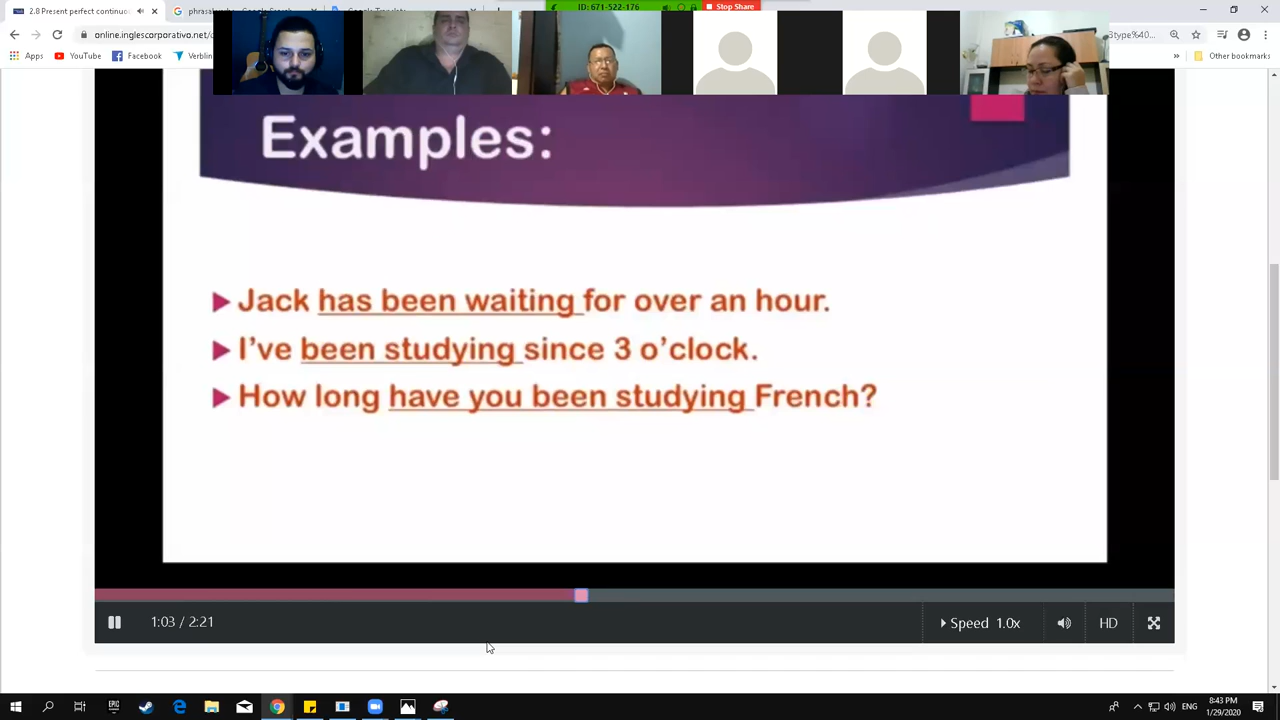 ID: 671-522-176
Stop Share
2.8 Present perfect continuo
online.inglescorporativo.net/c
Apps
YouTube
Facebook
Other bookmarks
Examples:
Jack has been waiting for over an hour.
I've been studying since 3 o'clock.
How long have you been studying French?
1:03 / 2:21
Speed 1.0x
HD
EPIC
ENG
8:43 PM
1/29/2020